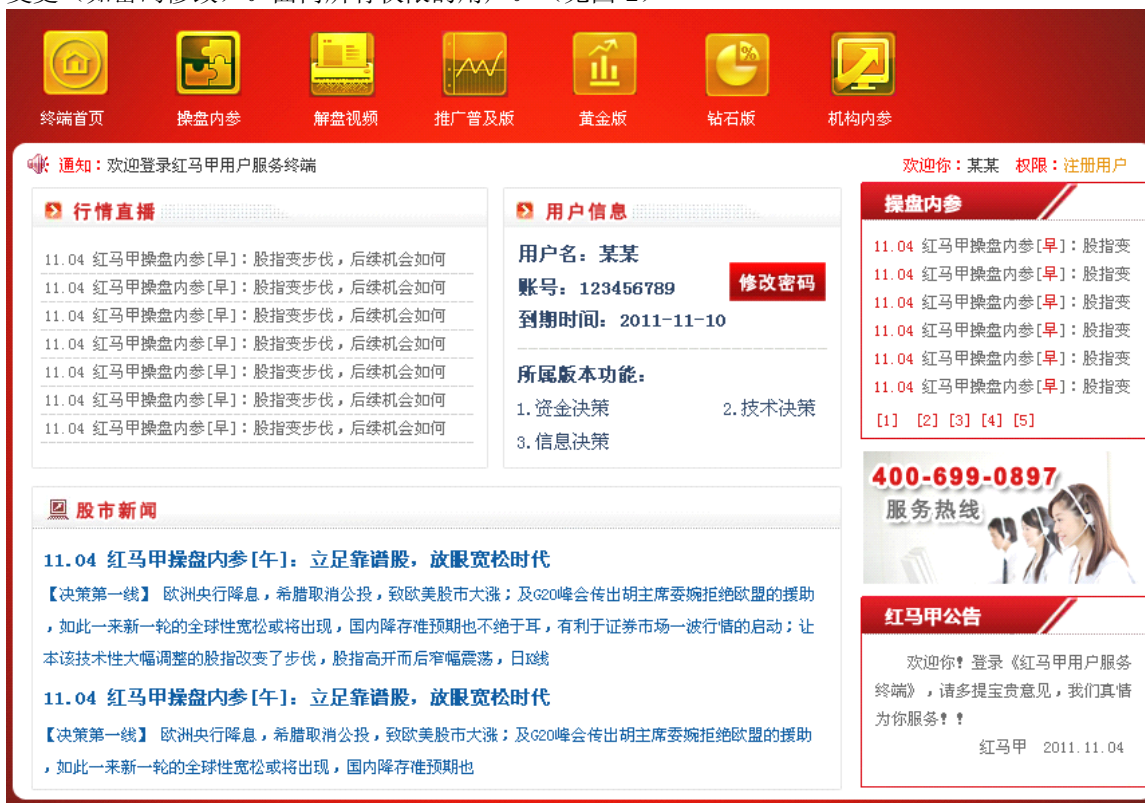 终端首页 操盘内参 解盘视频 推广普及版 黄金版 钻石版 机构内参
通知：欢迎登录红马甲用户服务终端
欢迎你：某某 权限：注册用户
行情直播
11.04 红马甲操盘内参[早]：股指变步伐，后续机会如何
11.04 红马甲操盘内参[早]：股指变步伐，后续机会如何
11.04 红马甲操盘内参[早]：股指变步伐，后续机会如何
11.04 红马甲操盘内参[早]：股指变步伐，后续机会如何
11.04 红马甲操盘内参[早]：股指变步伐，后续机会如何
11.04 红马甲操盘内参[早]：股指变步伐，后续机会如何
11.04 红马甲操盘内参[早]：股指变步伐，后续机会如何
用户信息
用户名：某某
账号：123456789
修改密码
到期时间：2011-11-10
所属版本功能：
1.资金决策 2.技术决策
3.信息决策
操盘内参
11.04 红马甲操盘内参[早]：股指变
11.04 红马甲操盘内参[早]：股指变
11.04 红马甲操盘内参[早]：股指变
11.04 红马甲操盘内参[早]：股指变
11.04 红马甲操盘内参[早]：股指变
11.04 红马甲操盘内参[早]：股指变
[1] [2] [3] [4] [5]
400-699-0897
服务热线
股市新闻
11.04 红马甲操盘内参[午]：立足靠谱股，放眼宽松时代
【决策第一线】 欧洲央行降息，希腊取消公投，致欧美股市大涨；及G20峰会传出胡主席委婉拒绝欧盟的援助
，如此一来新一轮的全球性宽松或将出现，国内降存准预期也不绝于耳，有利于证券市场一波行情的启动；让
本该技术性大幅调整的股指改变了步伐，股指高开而后窄幅震荡，日K线
11.04 红马甲操盘内参[午]：立足靠谱股，放眼宽松时代
【决策第一线】 欧洲央行降息，希腊取消公投，致欧美股市大涨；及G20峰会传出胡主席委婉拒绝欧盟的援助
，如此一来新一轮的全球性宽松或将出现，国内降存准预期也
红马甲公告
欢迎你！登录《红马甲用户服务
终端》，请多提宝贵意见，我们真情
为你服务！！
红马甲 2011.11.04